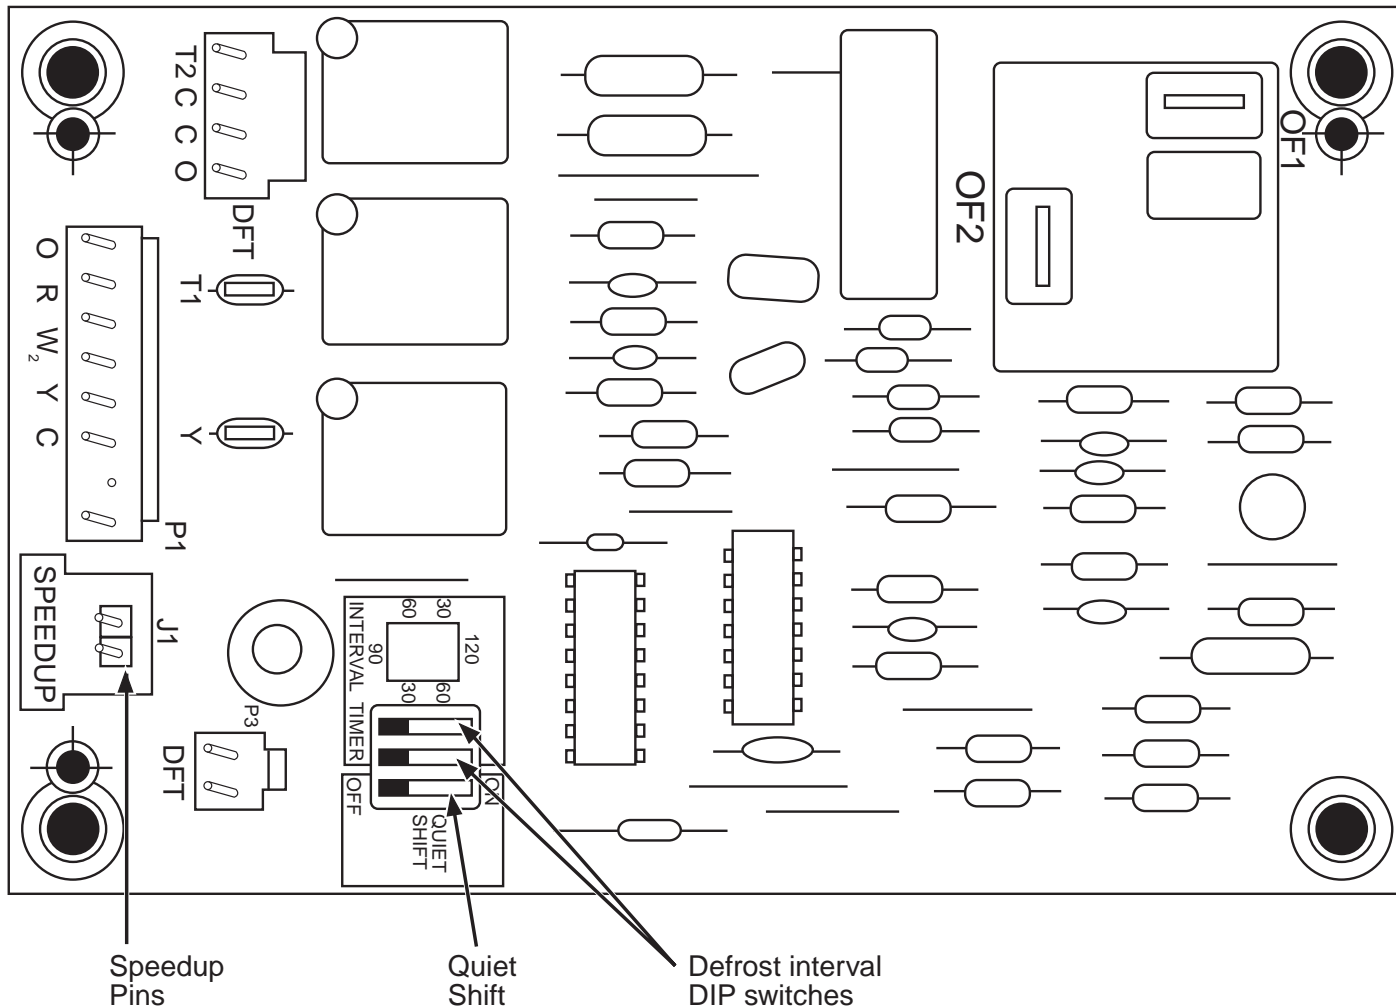 T2 C C O
DFT
O R W2 Y C
T1
Y
P1
OF2
OF1
SPEEDUP
J1
P3
DFT
INTERVAL TIMER
60 30
90
120
30 60
OFF
ON
QUIET
SHIFT
Speedup
Pins
Quiet
Shift
Defrost interval
DIP switches